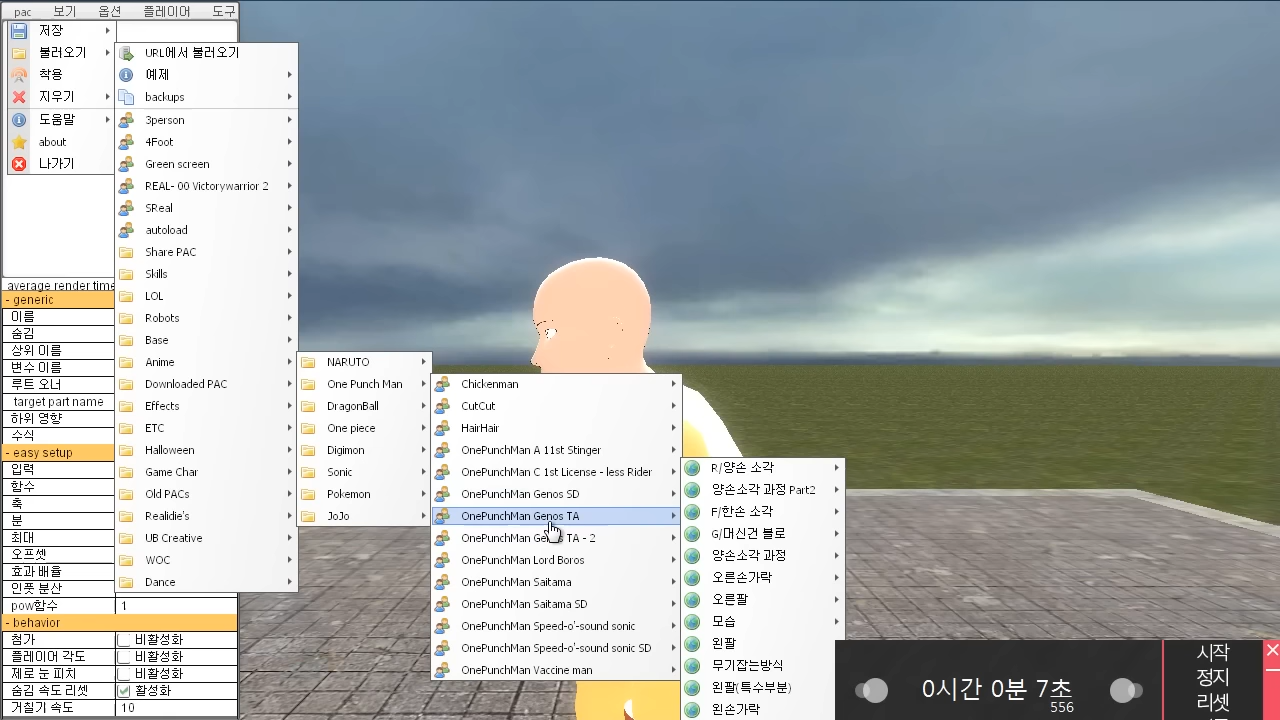 pac 보기 옵션 플레이어 도구
저장
불러오기
착용
지우기
도움말
about
나가기
URL에서 불러오기
예제
backups
3person
4Foot
Green screen
REAL- 00 Victorywarrior 2
SReal
autoload
Share PAC
Skills
LOL
Robots
Base
Anime
Downloaded PAC
Effects
ETC
Halloween
Game Char
Old PACs
Realidie's
UB Creative
WOC
Dance
NARUTO
One Punch Man
DragonBall
One piece
Digimon
Sonic
Pokemon
JoJo
Chickenman
CutCut
HairHair
OnePunchMan A 11st Stinger
OnePunchMan C 1st License - less Rider
OnePunchMan Genos SD
OnePunchMan Genos TA
OnePunchMan TA - 2
OnePunchMan Lord Boros
OnePunchMan Saitama
OnePunchMan Saitama SD
OnePunchMan Speed-o'-sound sonic
OnePunchMan Speed-o'-sound sonic SD
OnePunchMan Vaccine man
R/양손 소각
양손소각 과정 Part2
F/한손 소각
G/머신건 블로
양손소각 과정
오른손가락
오른팔
모습
왼팔
무기잡는방식
왼팔(특수부분)
왼손가락
average render time
- generic
이름
숨김
상위 이름
변수 이름
루트 오너
target part name
하위 영향
수식
- easy setup
입력
함수
축
분
최대
오프셋
효과 배율
인풋 분산
pow함수 1
- behavior
첨가 비활성화
플레이어 각도 비활성화
제로 눈 피치 비활성화
숨김 속도 리셋 활성화
거칠기 속도 10
0시간 0분 7초
556
시작
정지
리셋